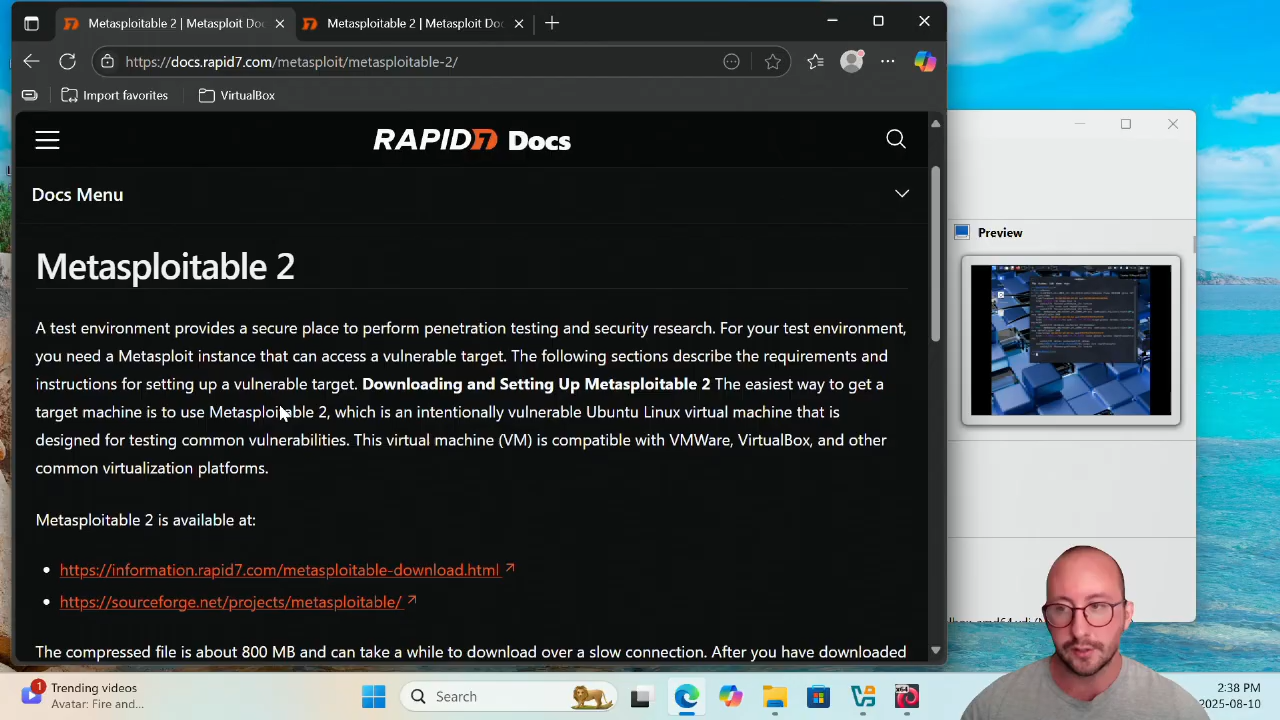 Metasploitable 2 | Metasploit Doc
Metasploitable 2 | Metasploit Doc
https://docs.rapid7.com/metasploit/metasploitable-2/
Import favorites
VirtualBox
RAPID7 Docs
Docs Menu
Preview
Metasploitable 2
A test environment provides a secure place to perform penetration testing and security research. For your test environment,
you need a Metasploit instance that can access a vulnerable target. The following sections describe the requirements and
instructions for setting up a vulnerable target. Downloading and Setting Up Metasploitable 2 The easiest way to get a
target machine is to use Metasploitable 2, which is an intentionally vulnerable Ubuntu Linux virtual machine that is
designed for testing common vulnerabilities. This virtual machine (VM) is compatible with VMWare, VirtualBox, and other
common virtualization platforms.
Metasploitable 2 is available at:
https://information.rapid7.com/metasploitable-download.html
https://sourceforge.net/projects/metasploitable/
The compressed file is about 800 MB and can take a while to download over a slow connection. After you have downloaded
1
Trending videos
Avatar: Fire and...
Search
x64
2:38 PM
2025-08-10